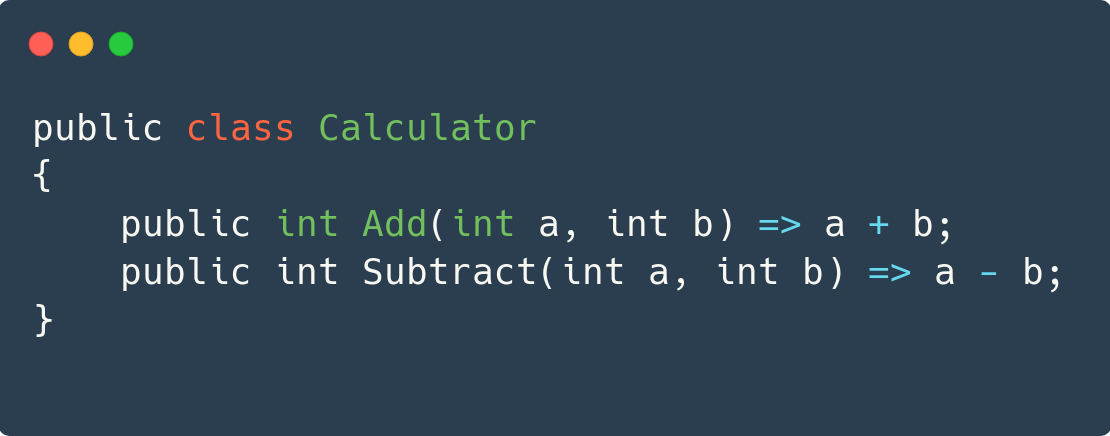 public class Calculator
{
    public int Add(int a, int b) => a + b;
    public int Subtract(int a, int b) => a - b;
}